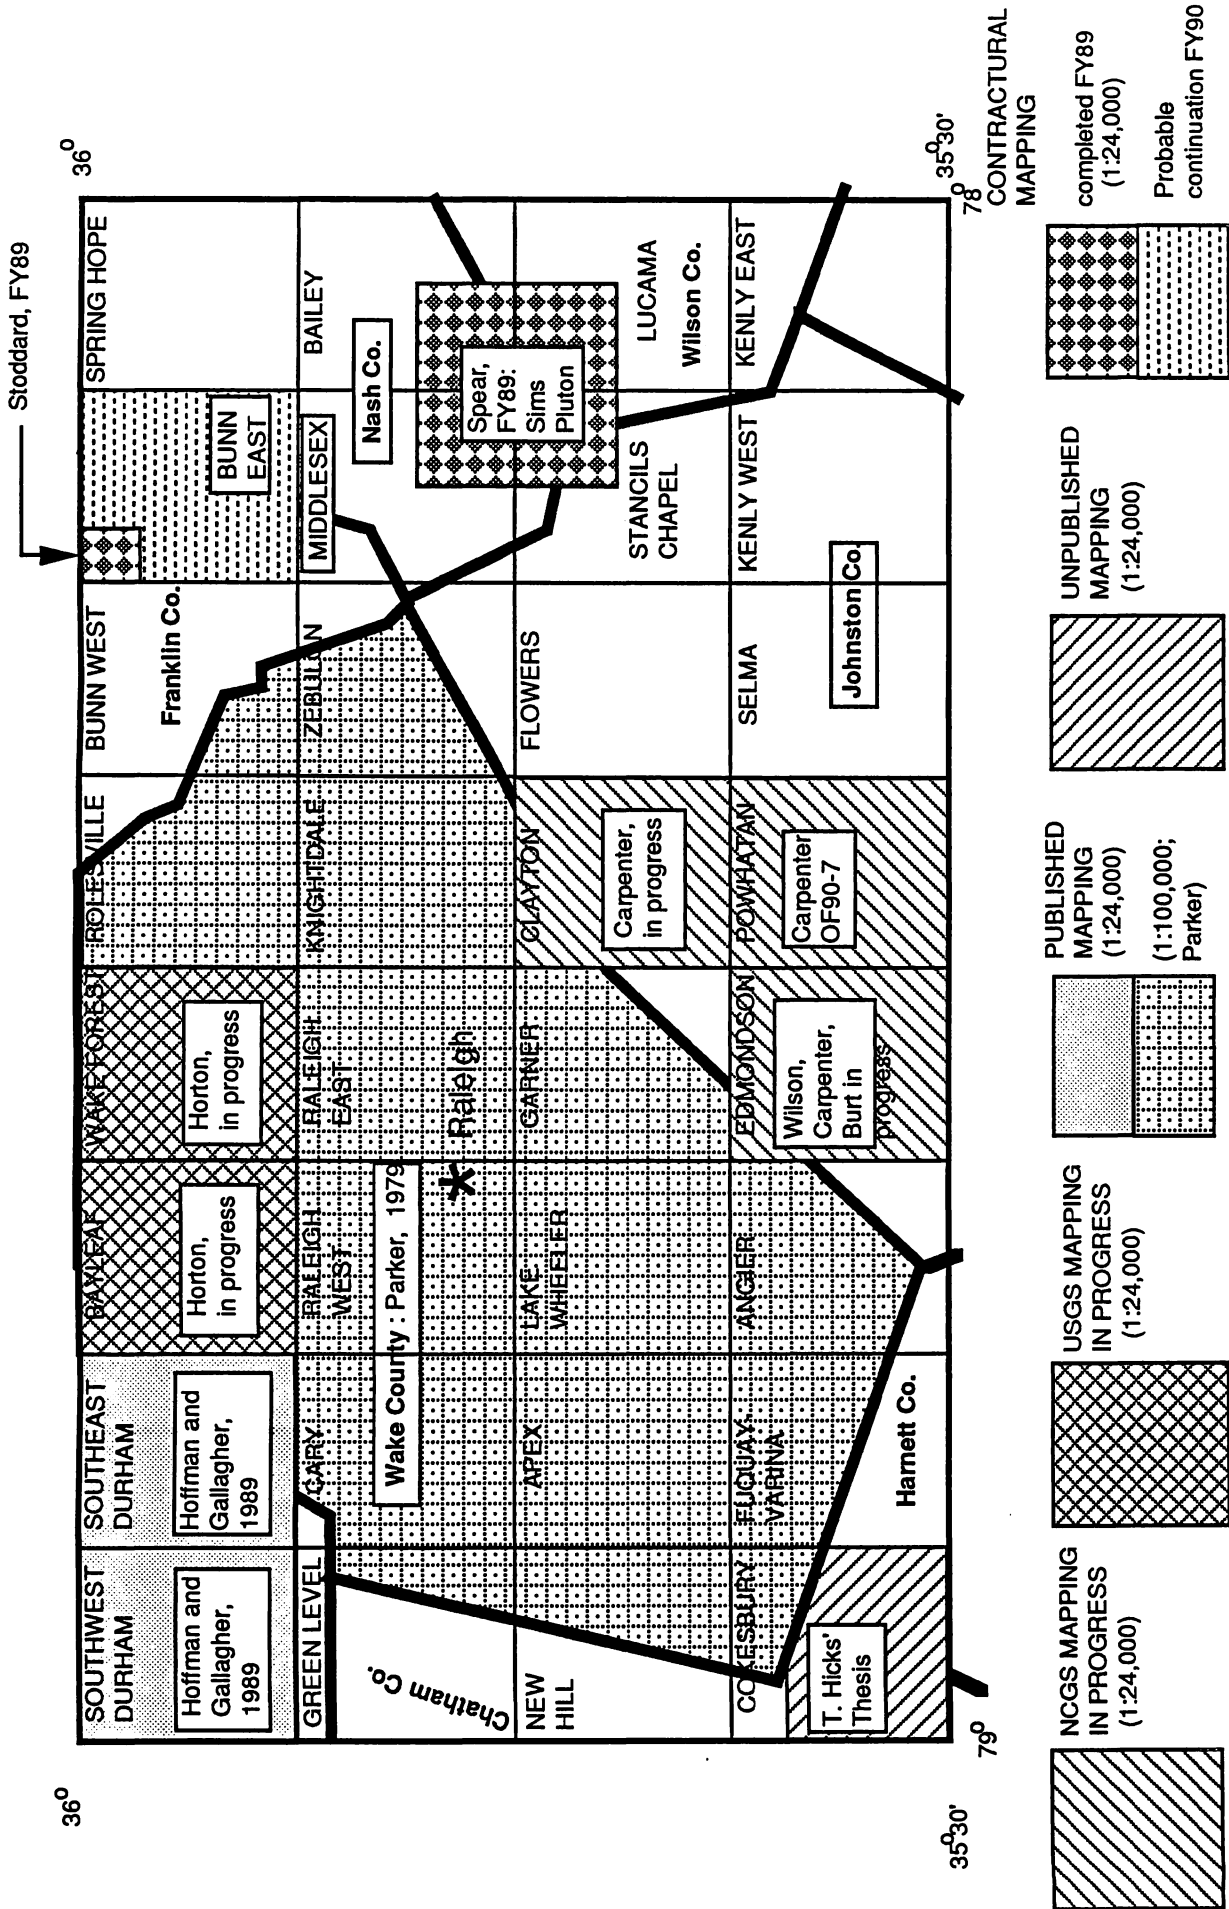 Stoddard, FY89
36°
36°
SOUTHWEST
DURHAM
SOUTHEAST
DURHAM
BAYLEAF
WAKE FOREST
ROLESVILLE
BUNN WEST
SPRING HOPE
Hoffman and
Gallagher,
1989
Hoffman and
Gallagher,
1989
Horton,
in progress
Horton,
in progress
Franklin Co.
BUNN
EAST
GREEN LEVEL
CARY
RALEIGH
WEST
RALEIGH
EAST
KNIGHTDALE
ZEBULON
MIDDLESEX
BAILEY
Chatham Co.
Wake County : Parker, 1979
Raleigh
Nash Co.
Spear,
FY89:
Sims
Pluton
NEW
HILL
APEX
LAKE
WHEELER
GARNER
CLAYTON
FLOWERS
STANCILS
CHAPEL
LUCAMA
Carpenter,
in progress
Wilson Co.
COKESBURY
FUQUAY-
VARINA
ANGIER
EDMONDSON
POWHATAN
SELMA
KENLY WEST
KENLY EAST
T. Hicks'
Thesis
Harnett Co.
Wilson,
Carpenter,
Burt in
progress
Carpenter
OF90-7
Johnston Co.
35°30'
79°
35°30'
78°
NCGS MAPPING
IN PROGRESS
(1:24,000)
USGS MAPPING
IN PROGRESS
(1:24,000)
PUBLISHED
MAPPING
(1:24,000)
(1:100,000;
Parker)
UNPUBLISHED
MAPPING
(1:24,000)
CONTRACTURAL
MAPPING
completed FY89
(1:24,000)
Probable
continuation FY90